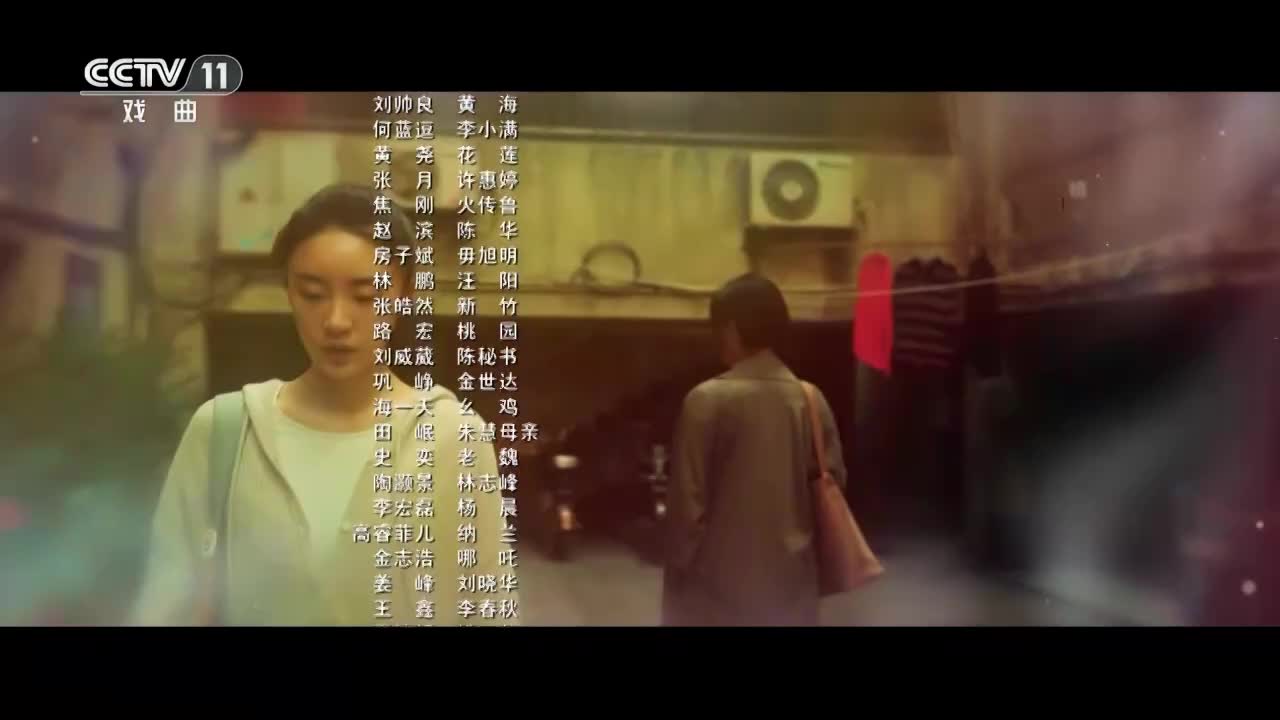 CCTV 11
戏曲
刘帅良 黄海
何蓝逗 李小满
黄尧 花莲
张月 许惠婷
焦刚 火传鲁
赵滨 陈华
房子斌 毋旭明
林鹏 汪阳
张皓然 新竹
路宏 桃园
刘威葳 陈秘书
巩峥 金世达
海一天 幺鸡
田岷 朱慧母亲
史奕 老魏
陶灏景 林志峰
李宏磊 杨晨
高睿菲儿 纳兰
金志浩 哪吒
姜峰 刘晓华
王鑫 李春秋